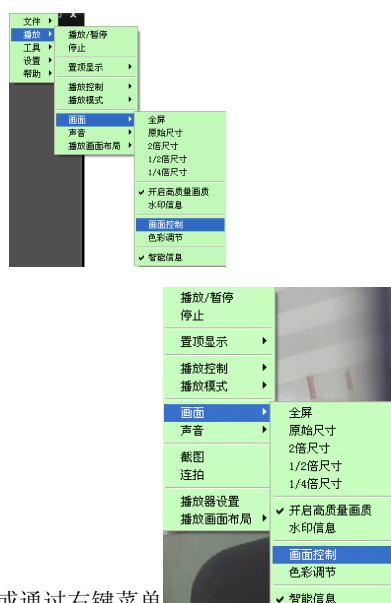 文件
播放
工具
设置
帮助
播放/暂停
停止
置顶显示
播放控制
播放模式
画面
声音
播放画面布局
全屏
原始尺寸
2倍尺寸
1/2倍尺寸
1/4倍尺寸
开启高质量画质
水印信息
画面控制
色彩调节
智能信息
播放/暂停
停止
置顶显示
播放控制
播放模式
画面
声音
截图
连拍
播放器设置
播放画面布局
全屏
原始尺寸
2倍尺寸
1/2倍尺寸
1/4倍尺寸
开启高质量画质
水印信息
画面控制
色彩调节
智能信息
或通过右键菜单